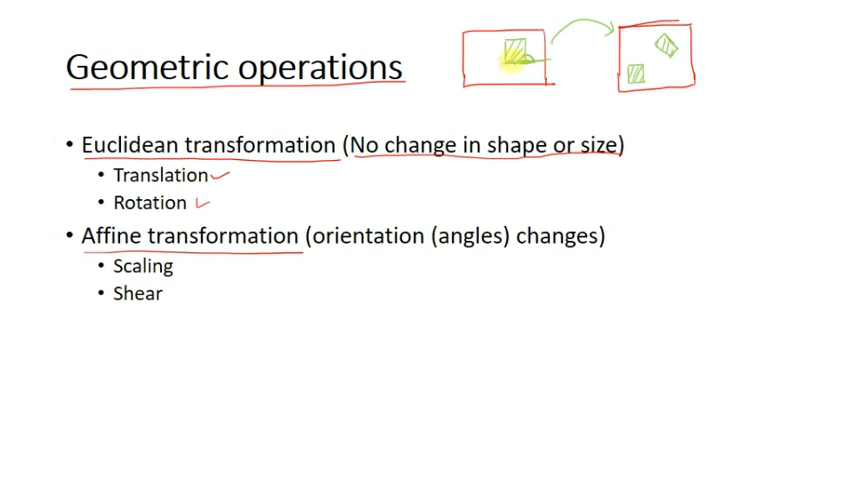 Geometric operations
• Euclidean transformation (No change in shape or size)
• Translation
• Rotation
• Affine transformation (orientation (angles) changes)
• Scaling
• Shear